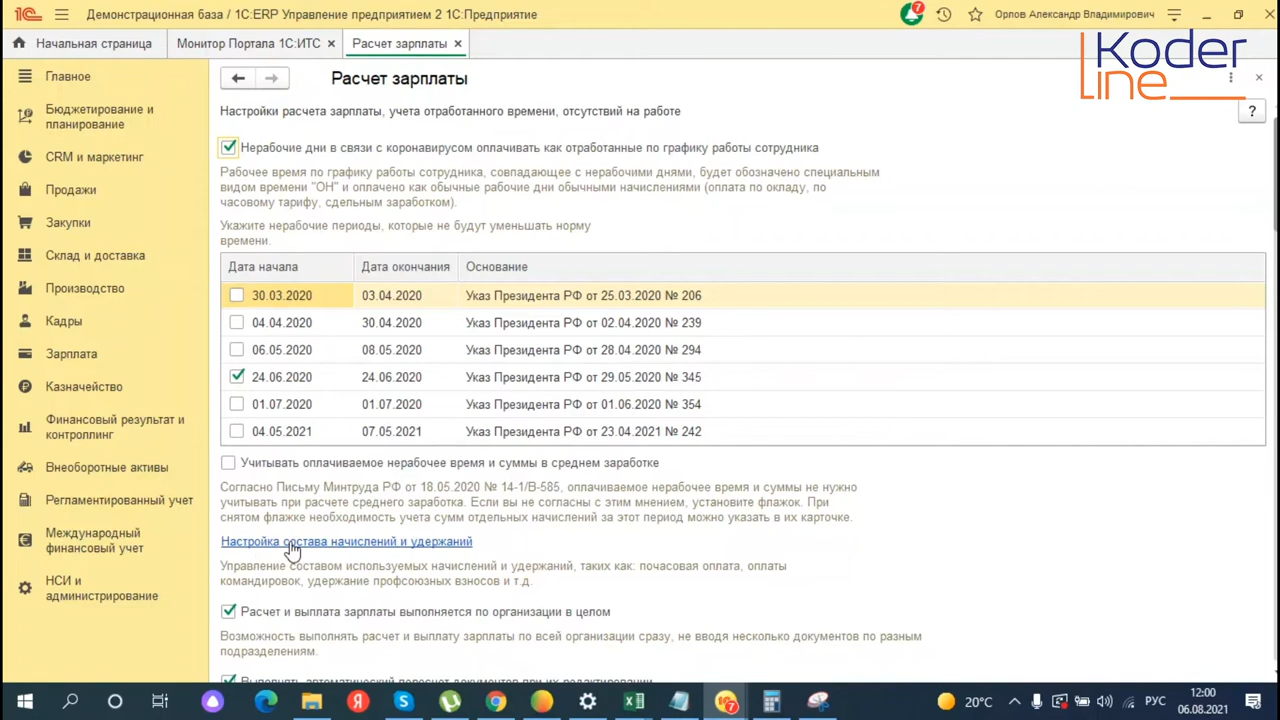 Демонстрационная база / 1С:ERP Управление предприятием 2 1С:Предприятие
7
Орлов Александр Владимирович
Начальная страница
Монитор Портала 1С:ИТС
Расчет зарплаты
Koder
line
Главное
Бюджетирование и
планирование
CRM и маркетинг
Продажи
Закупки
Склад и доставка
Производство
Кадры
Зарплата
Казначейство
Финансовый результат и
контроллинг
Внеоборотные активы
Регламентированный учет
Международный
финансовый учет
НСИ и
администрирование
Расчет зарплаты
?
Настройки расчета зарплаты, учета отработанного времени, отсутствий на работе
Нерабочие дни в связи с коронавирусом оплачивать как отработанные по графику работы сотрудника
Рабочее время по графику работы сотрудника, совпадающее с нерабочими днями, будет обозначено специальным
видом времени "ОН" и оплачено как обычные рабочие дни обычными начислениями (оплата по окладу, по
часовому тарифу, сдельным заработком).
Укажите нерабочие периоды, которые не будут уменьшать норму
времени.
Дата начала Дата окончания Основание
30.03.2020 03.04.2020 Указ Президента РФ от 25.03.2020 № 206
04.04.2020 30.04.2020 Указ Президента РФ от 02.04.2020 № 239
06.05.2020 08.05.2020 Указ Президента РФ от 28.04.2020 № 294
24.06.2020 24.06.2020 Указ Президента РФ от 29.05.2020 № 345
01.07.2020 01.07.2020 Указ Президента РФ от 01.06.2020 № 354
04.05.2021 07.05.2021 Указ Президента РФ от 23.04.2021 № 242
Учитывать оплачиваемое нерабочее время и суммы в среднем заработке
Согласно Письму Минтруда РФ от 18.05.2020 № 14-1/В-585, оплачиваемое нерабочее время и суммы не нужно
учитывать при расчете среднего заработка. Если вы не согласны с этим мнением, установите флажок. При
снятом флажке необходимость учета сумм отдельных начислений за этот период можно указать в их карточке.
Настройка состава начислений и удержаний
Управление составом используемых начислений и удержаний, таких как: почасовая оплата, оплаты
командировок, удержание профсоюзных взносов и т.д.
Расчет и выплата зарплаты выполняется по организации в целом
Возможность выполнять расчет и выплату зарплаты по всей организации сразу, не вводя несколько документов по разным
подразделениям.
Выполнять автоматический пересчет документов при их редактировании
20°C
РУС
12:00
06.08.2021